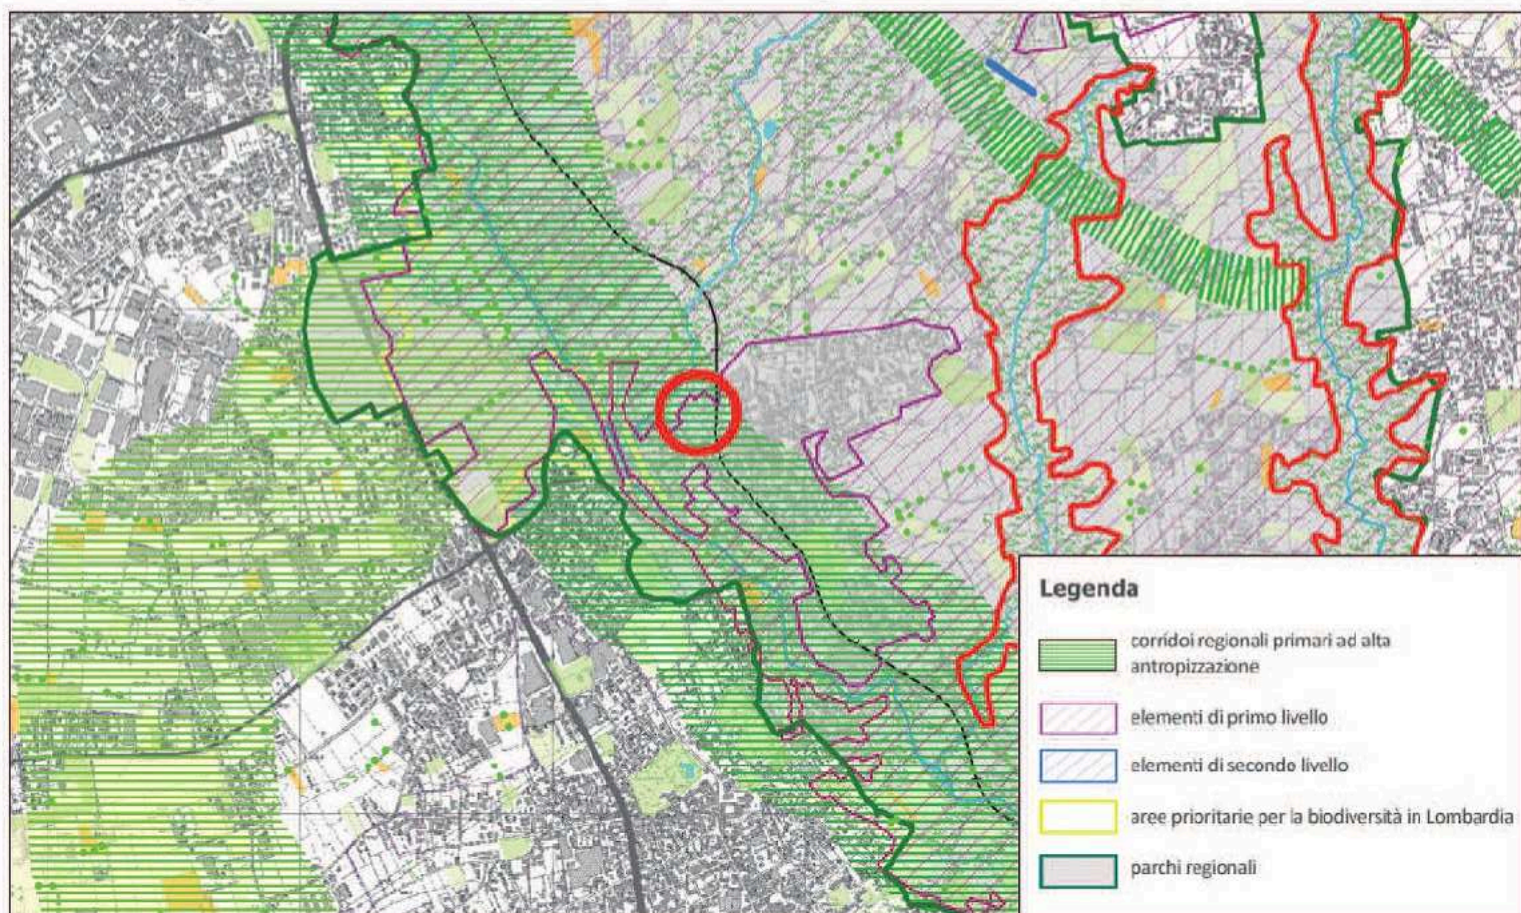 Legenda
corridoi regionali primari ad alta
antropizzazione
elementi di primo livello
elementi di secondo livello
aree prioritarie per la biodiversità in Lombardia
parchi regionali